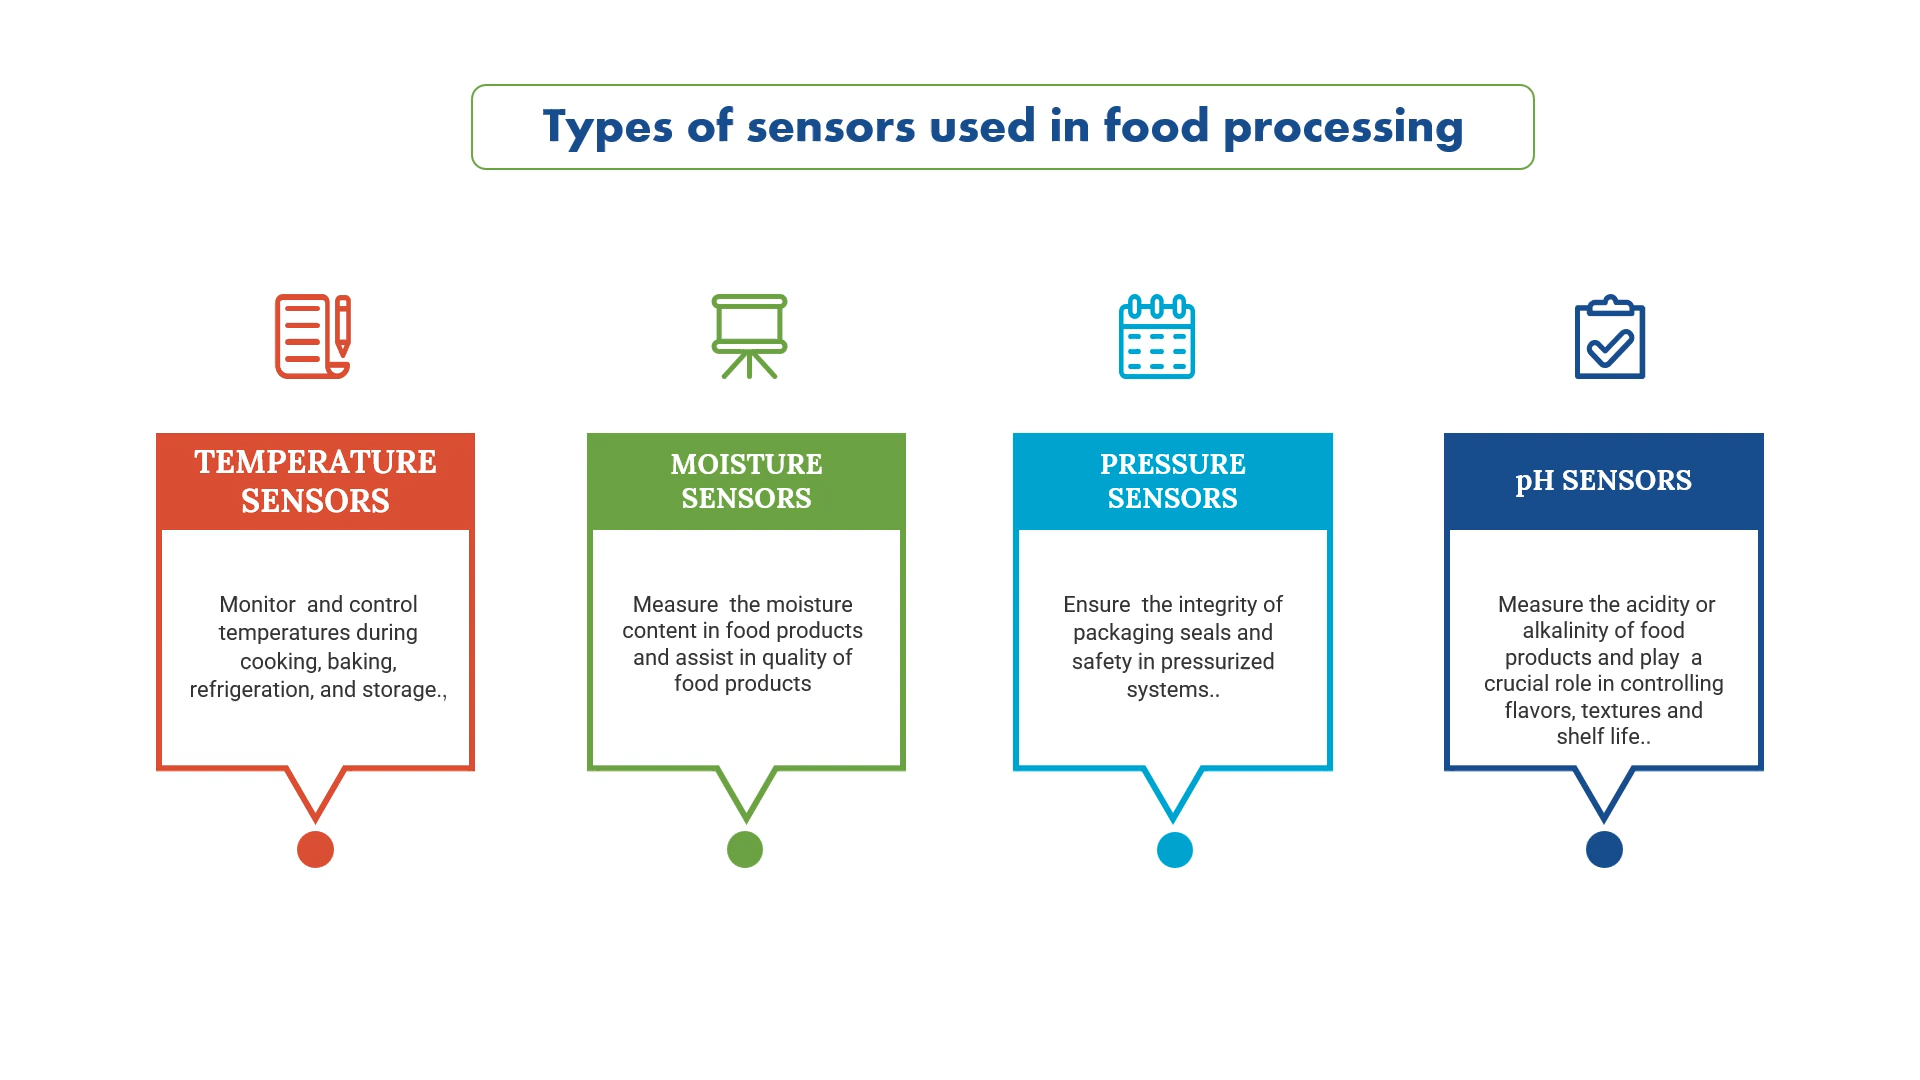 Types of sensors used in food processing
TEMPERATURE
SENSORS
Monitor  and control
temperatures during
cooking, baking,
refrigeration, and storage.,
MOISTURE
SENSORS
Measure  the moisture
content in food products
and assist in quality of
food products
PRESSURE
SENSORS
Ensure  the integrity of
packaging seals and
safety in pressurized
systems..
pH SENSORS
Measure the acidity or
alkalinity of food
products and play  a
crucial role in controlling
flavors, textures and
shelf life..